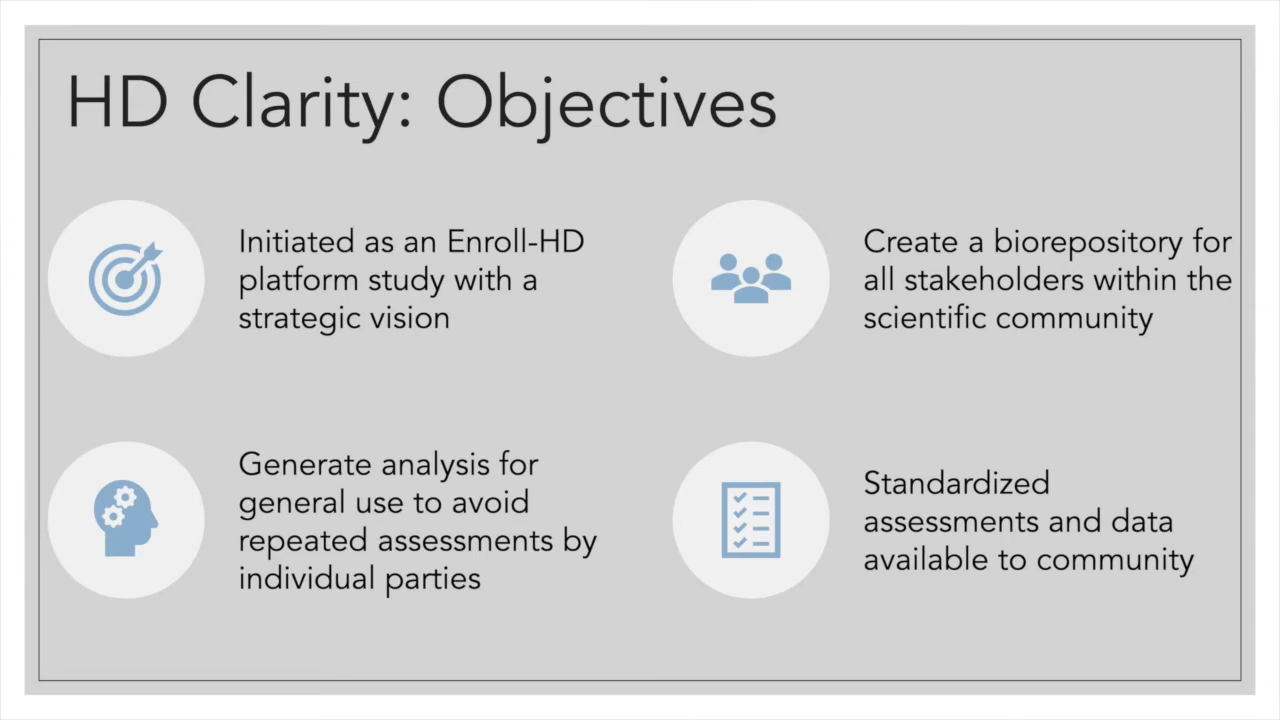 HD Clarity: Objectives
Initiated as an Enroll-HD
platform study with a
strategic vision
Create a biorepository for
all stakeholders within the
scientific community
Generate analysis for
general use to avoid
repeated assessments by
individual parties
Standardized
assessments and data
available to community